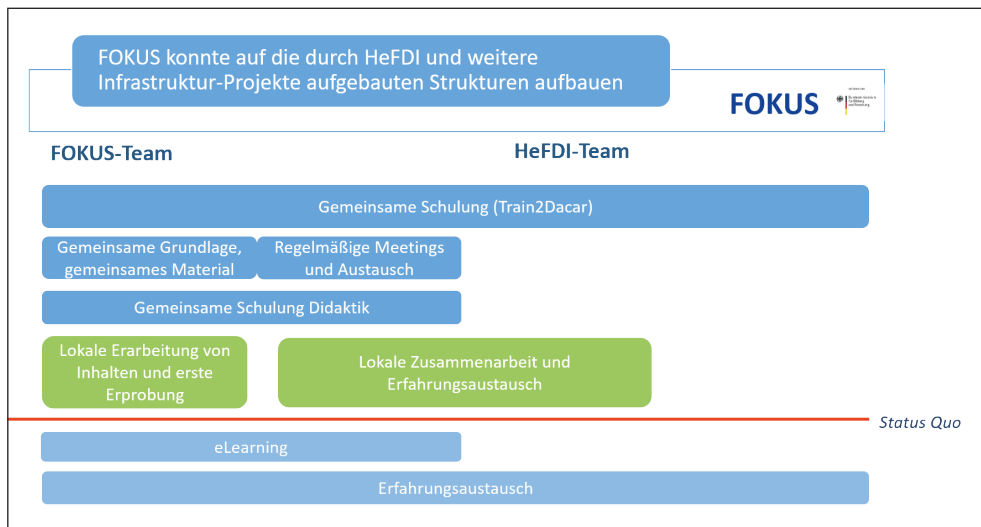 FOKUS konnte auf die durch HeFDI und weitere
Infrastruktur-Projekte aufgebauten Strukturen aufbauen
FOKUS
FOKUS-Team
HeFDI-Team
Gemeinsame Schulung (Train2Dacar)
Gemeinsame Grundlage,
gemeinsames Material
Regelmäßige Meetings
und Austausch
Gemeinsame Schulung Didaktik
Lokale Erarbeitung von
Inhalten und erste
Erprobung
Lokale Zusammenarbeit und
Erfahrungsaustausch
Status Quo
eLearning
Erfahrungsaustausch